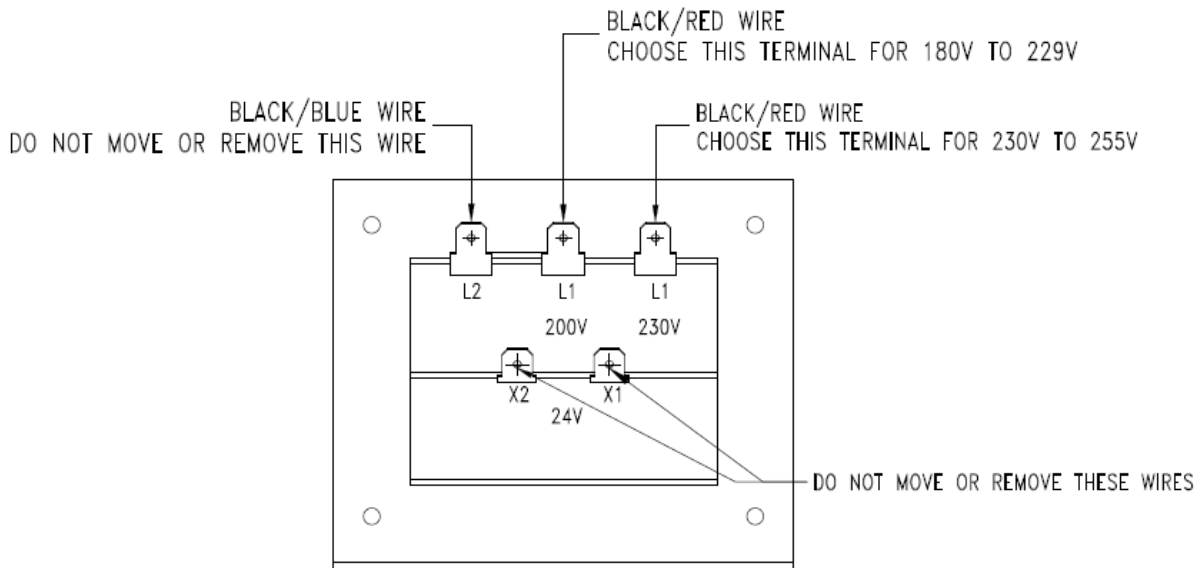 BLACK/RED WIRE
CHOOSE THIS TERMINAL FOR 180V TO 229V
BLACK/BLUE WIRE
DO NOT MOVE OR REMOVE THIS WIRE
BLACK/RED WIRE
CHOOSE THIS TERMINAL FOR 230V TO 255V
L2
L1
L1
200V
230V
X2
X1
24V
DO NOT MOVE OR REMOVE THESE WIRES